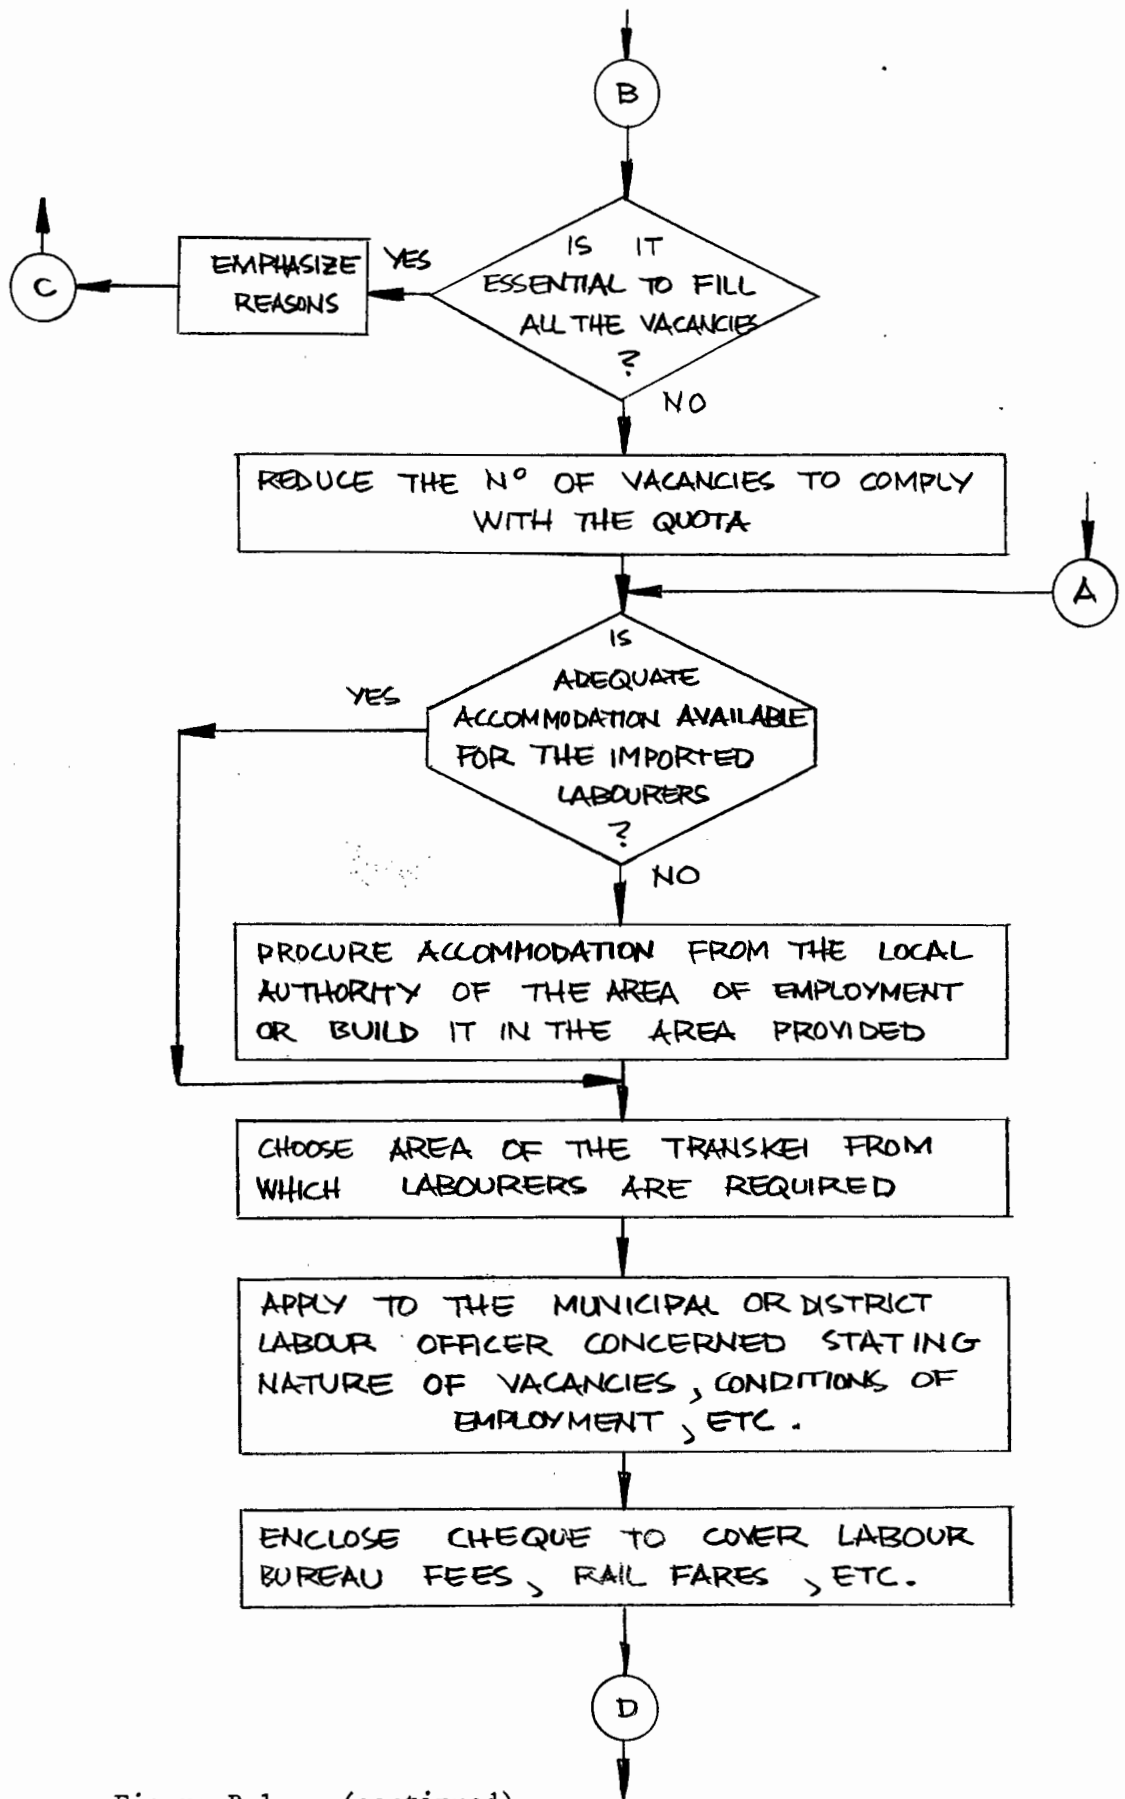 B
IS IT
ESSENTIAL TO FILL
ALL THE VACANCIES
?
YES
EMPHASIZE
REASONS
C
NO
REDUCE THE Nº OF VACANCIES TO COMPLY
WITH THE QUOTA
A
IS
ADEQUATE
ACCOMMODATION AVAILABLE
FOR THE IMPORTED
LABOURERS
?
YES
NO
PROCURE ACCOMMODATION FROM THE LOCAL
AUTHORITY OF THE AREA OF EMPLOYMENT
OR BUILD IT IN THE AREA PROVIDED
CHOOSE AREA OF THE TRANSKEI FROM
WHICH LABOURERS ARE REQUIRED
APPLY TO THE MUNICIPAL OR DISTRICT
LABOUR OFFICER CONCERNED STATING
NATURE OF VACANCIES, CONDITIONS OF
EMPLOYMENT, ETC.
ENCLOSE CHEQUE TO COVER LABOUR
BUREAU FEES, RAIL FARES, ETC.
D
(continued)